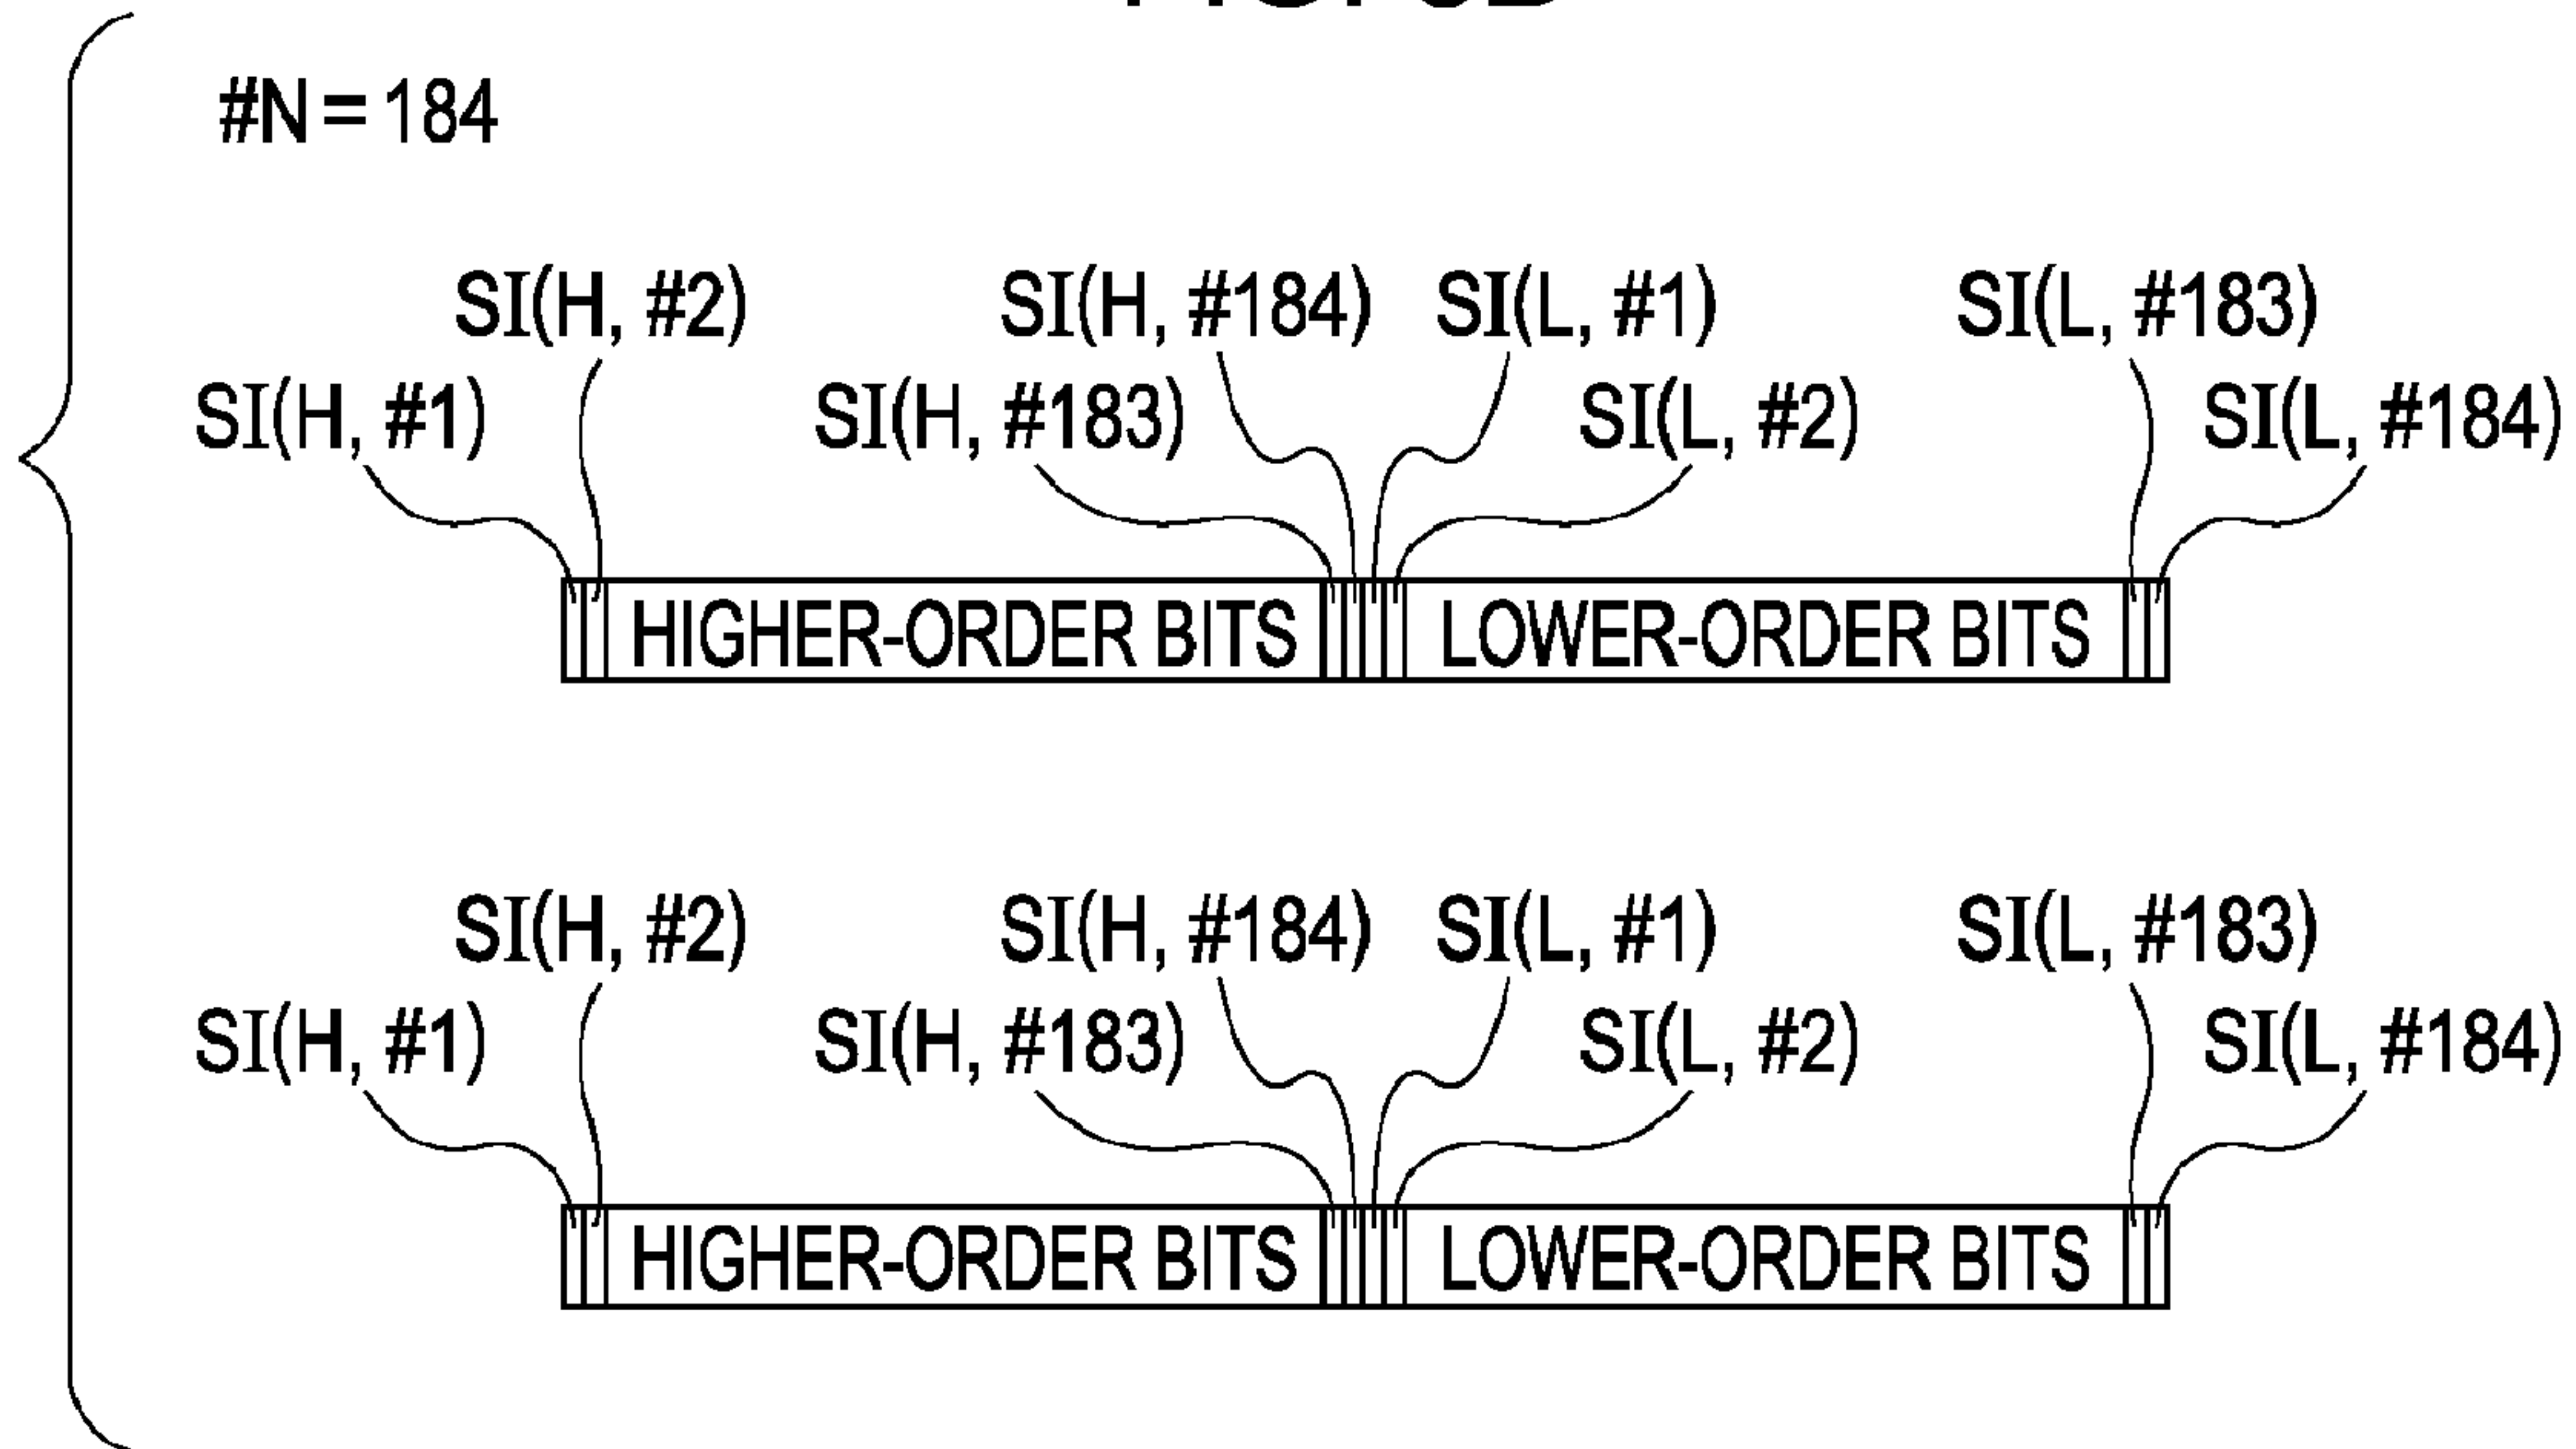 #N = 184
SI(H, #2) SI(H, #184) SI(L, #1) SI(L, #183)
SI(H, #1) SI(H, #183) SI(L, #2) SI(L, #184)
HIGHER-ORDER BITS LOWER-ORDER BITS
SI(H, #2) SI(H, #184) SI(L, #1) SI(L, #183)
SI(H, #1) SI(H, #183) SI(L, #2) SI(L, #184)
HIGHER-ORDER BITS LOWER-ORDER BITS